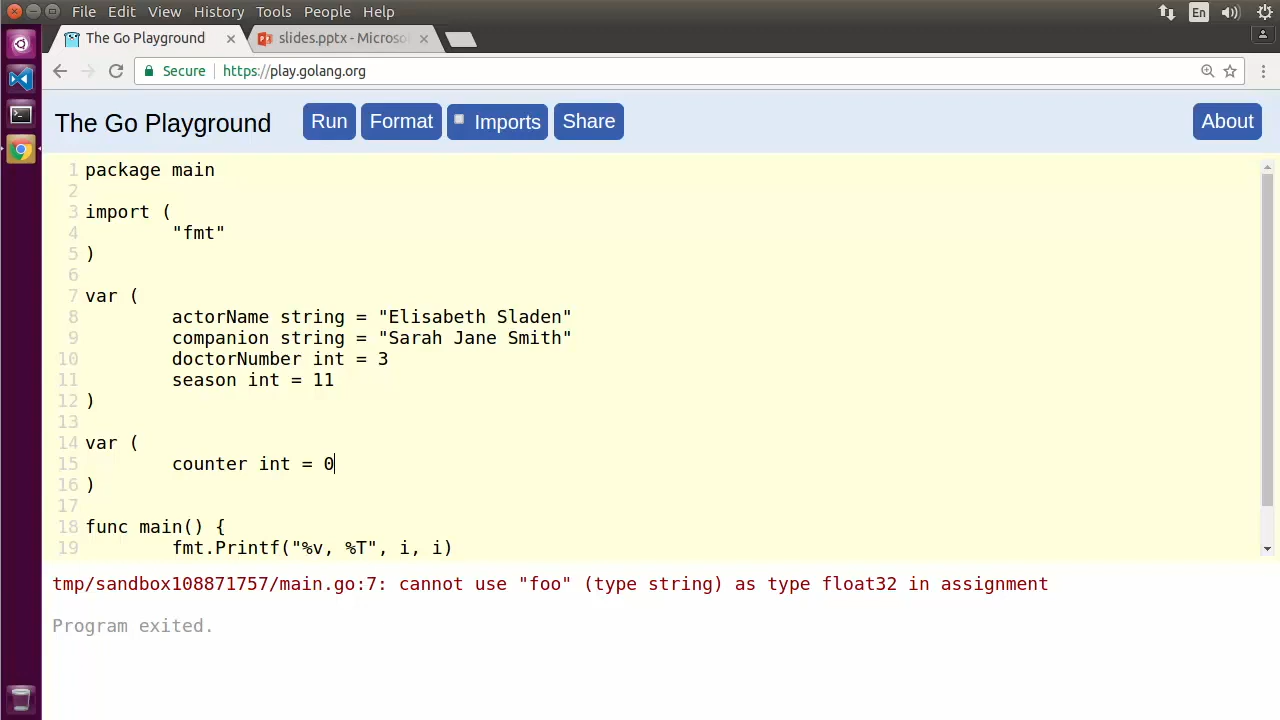 File Edit View History Tools People Help
En
The Go Playground
slides.pptx - Microso
Secure
https://play.golang.org
The Go Playground
Run
Format
Imports
Share
About
1 package main
2
3 import (
4 "fmt"
5 )
6
7 var (
8 actorName string = "Elisabeth Sladen"
9 companion string = "Sarah Jane Smith"
10 doctorNumber int = 3
11 season int = 11
12 )
13
14 var (
15 counter int = 0
16 )
17
18 func main() {
19 fmt.Printf("%v, %T", i, i)
tmp/sandbox108871757/main.go:7: cannot use "foo" (type string) as type float32 in assignment
Program exited.